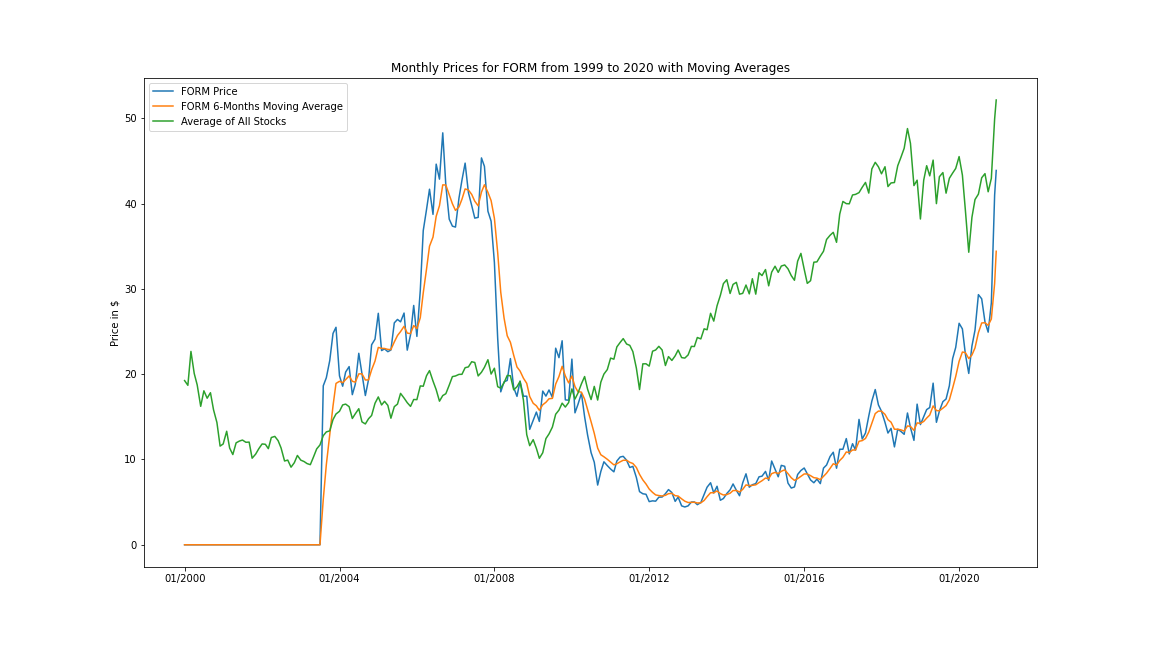 Monthly Prices for FORM from 1999 to 2020 with Moving Averages
FORM Price
FORM 6-Months Moving Average
Average of All Stocks
Price in $
50
40
30
20
10
0
01/2000 01/2004 01/2008 01/2012 01/2016 01/2020